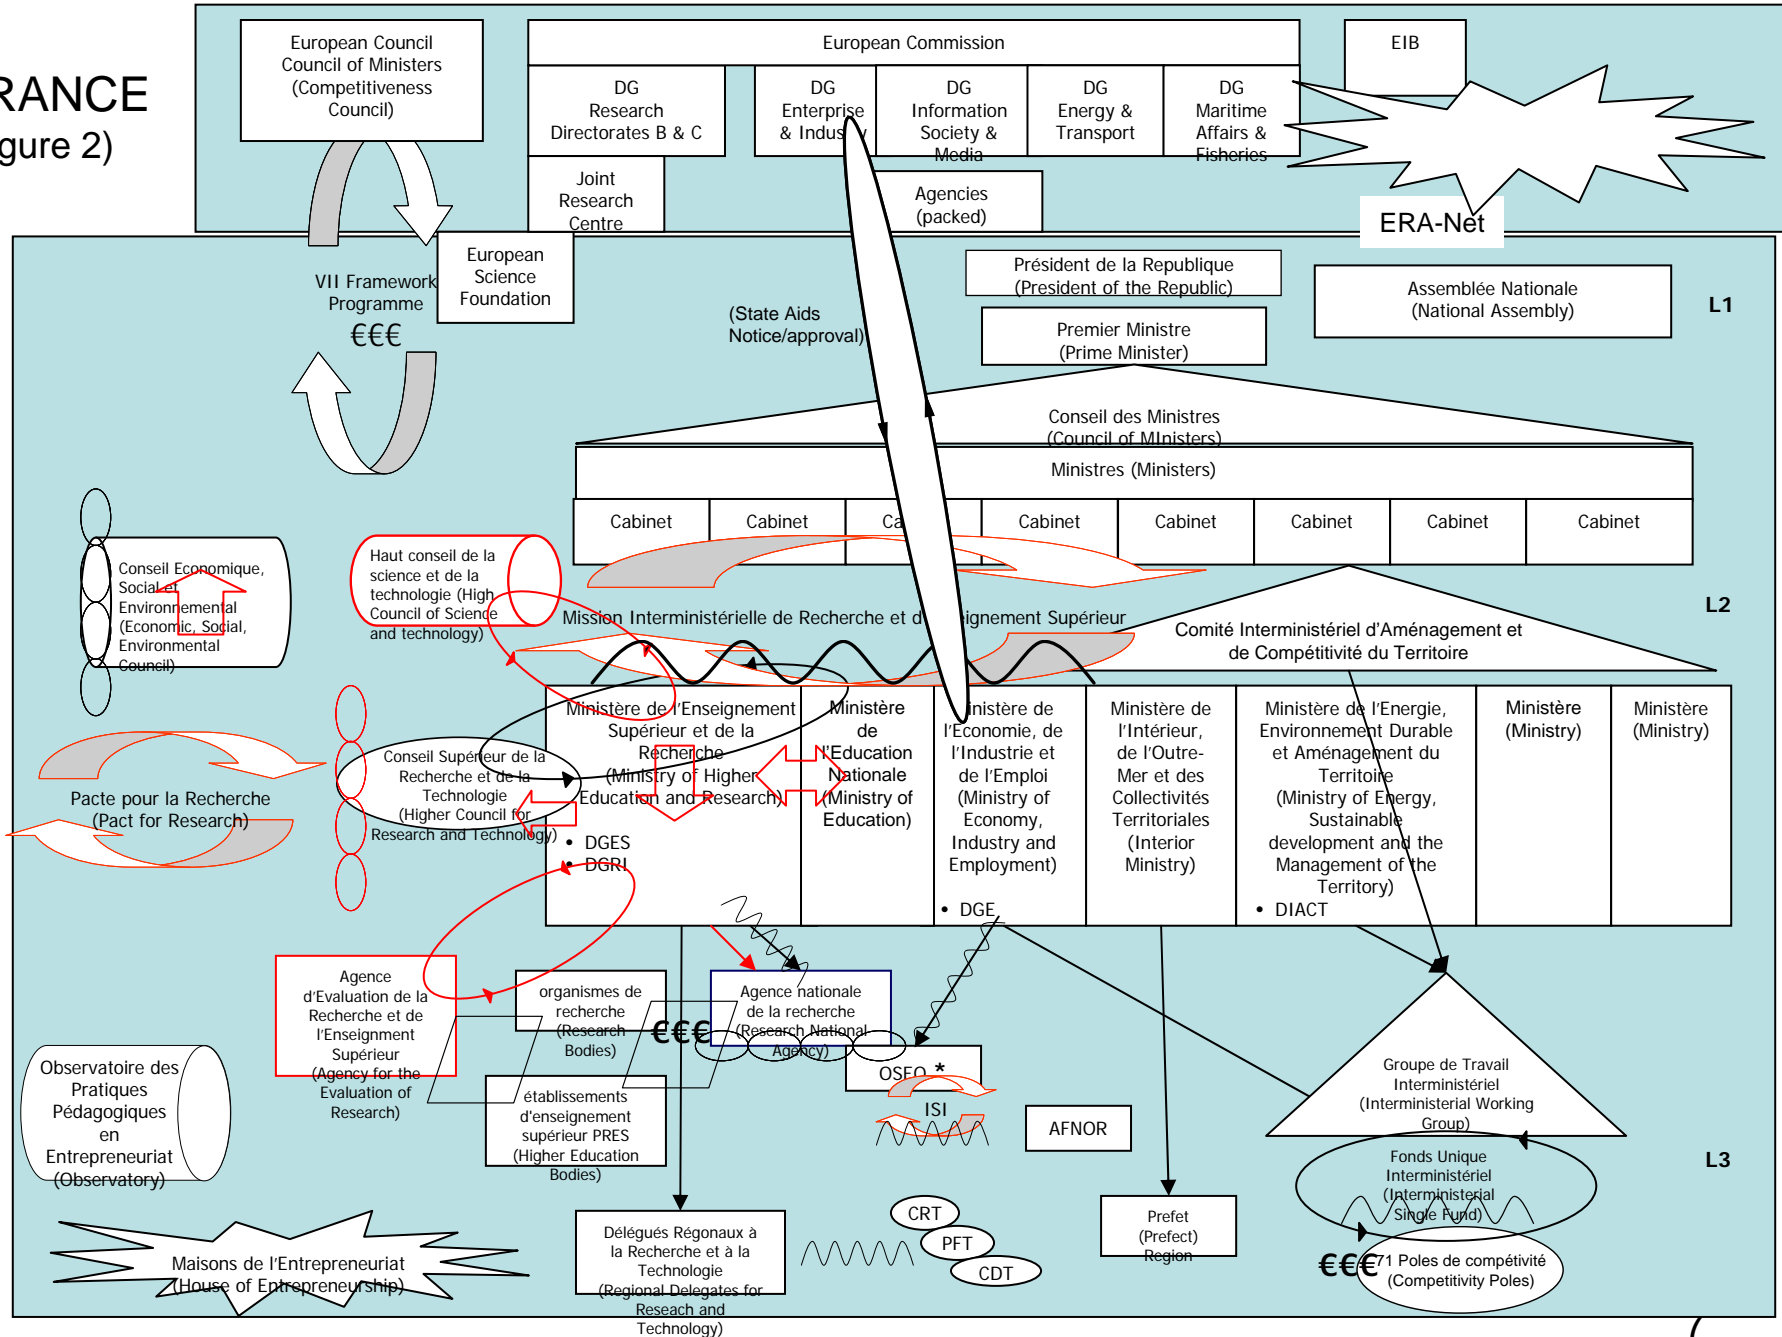 RANCE
gure 2)
European Council
Council of Ministers
(Competitiveness
Council)
European Commission
EIB
DG
Research
Directorates B & C
DG
Enterprise
& Industry
DG
Information
Society &
Media
DG
Energy &
Transport
DG
Maritime
Affairs &
Fisheries
Joint
Research
Centre
Agencies
(packed)
ERA-Net
European
Science
Foundation
VII Framework
Programme
€€€
(State Aids
Notice/approval)
Président de la Republique
(President of the Republic)
Assemblée Nationale
(National Assembly)
L1
Premier Ministre
(Prime Minister)
Conseil des Ministres
(Council of MInisters)
Ministres (Ministers)
Cabinet
Cabinet
Ca
Cabinet
Cabinet
Cabinet
Cabinet
Cabinet
Conseil Economique,
Social et
Environnemental
(Economic, Social,
Environmental
Council)
Haut conseil de la
science et de la
technologie (High
Council of Science
and technology)
L2
Mission Interministérielle de Recherche et d eignement Supérieur
Comité Interministériel d'Aménagement et
de Compétitivité du Territoire
Pacte pour la Recherche
(Pact for Research)
Conseil Supérieur de la
Recherche et de la
Technologie
(Higher Council for
Research and Technology)
Ministère de l'Enseignement
Supérieur et de la
Recherche
(Ministry of Higher
Education and Research)
• DGES
• DGRI
Ministère
de
l'Education
Nationale
(Ministry of
Education)
inistère de
l'Economie, de
l'Industrie et
de l'Emploi
(Ministry of
Economy,
Industry and
Employment)
• DGE
Ministère de
l'Intérieur,
de l'Outre-
Mer et des
Collectivités
Territoriales
(Interior
Ministry)
Ministère de l'Energie,
Environnement Durable
et Aménagement du
Territoire
(Ministry of Energy,
Sustainable
development and the
Management of the
Territory)
• DIACT
Ministère
(Ministry)
Ministère
(Ministry)
Agence
d'Evaluation de la
Recherche et de
l'Enseignment
Supérieur
(Agency for the
Evaluation of
Research)
organismes de
recherche
(Research
Bodies)
€€€
Agence nationale
de la recherche
(Research National
Agency)
OSEO *
ISI
AFNOR
établissements
d'enseignement
supérieur PRES
(Higher Education
Bodies)
Observatoire des
Pratiques
Pédagogiques
en
Entrepreneuriat
(Observatory)
Groupe de Travail
Interministériel
(Interministerial Working
Group)
L3
Fonds Unique
Interministériel
(Interministerial
Single Fund)
€€€
71 Poles de compétivité
(Competitivity Poles)
Maisons de l'Entrepreneuriat
(House of Entrepreneurship)
Délégués Régonaux à
la Recherche et à la
Technologie
(Regional Delegates for
Reseach and
Technology)
CRT
PFT
CDT
Prefet
(Prefect)
Region
7